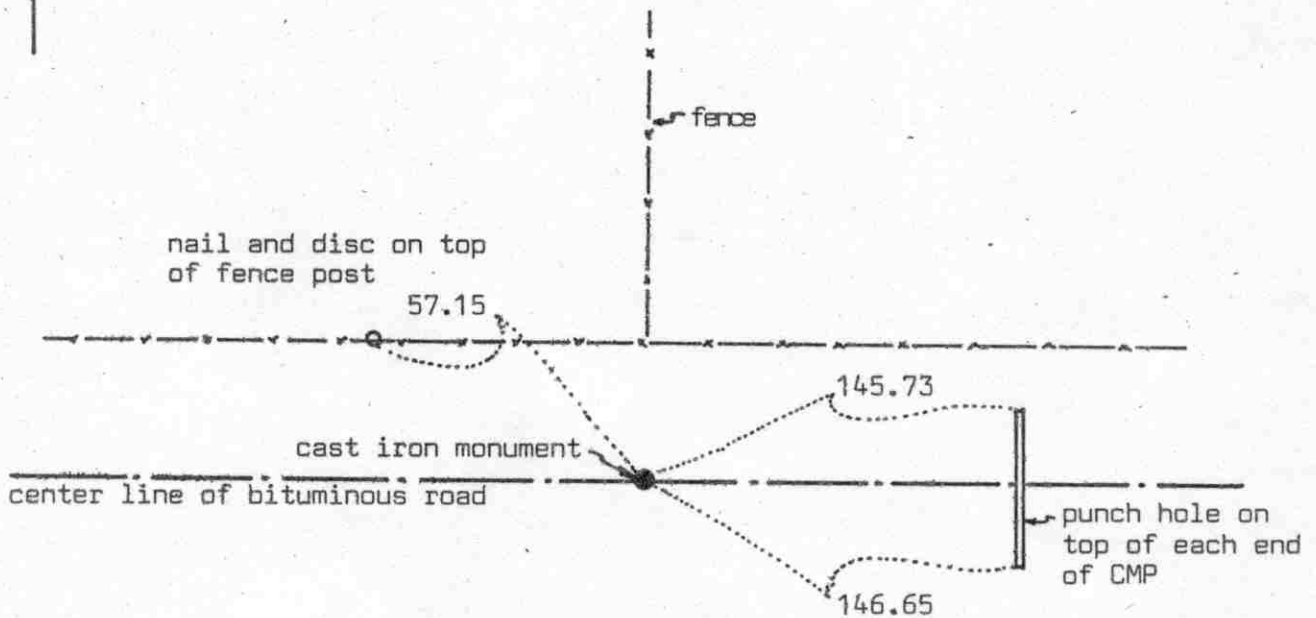 fence
nail and disc on top
of fence post
57.15
145.73
cast iron monument
center line of bituminous road
punch hole on
top of each end
of CMP
146.65